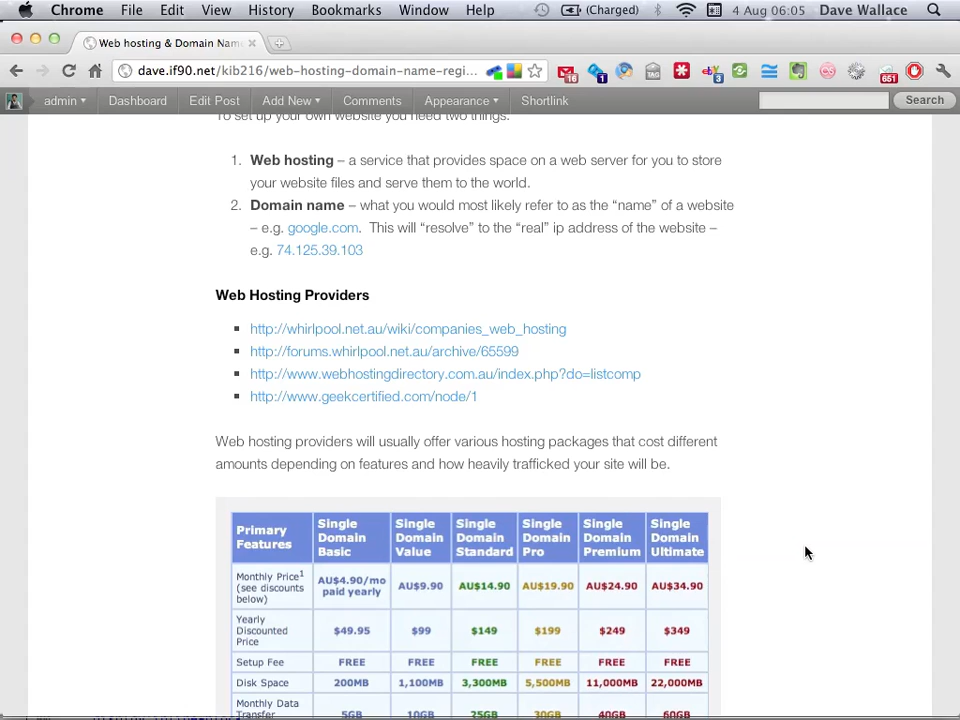 Chrome File Edit View History Bookmarks Window Help (Charged) 4 Aug 06:05 Dave Wallace
Web hosting & Domain Nam
dave.if90.net/kib216/web-hosting-domain-name-regi...
16 1 3 651
admin Dashboard Edit Post Add New Comments Appearance Shortlink Search
To set up your own website you need two things:
1. Web hosting – a service that provides space on a web server for you to store
your website files and serve them to the world.
2. Domain name – what you would most likely refer to as the “name” of a website
– e.g. google.com. This will “resolve” to the “real” ip address of the website –
e.g. 74.125.39.103
Web Hosting Providers
http://whirlpool.net.au/wiki/companies_web_hosting
http://forums.whirlpool.net.au/archive/65599
http://www.webhostingdirectory.com.au/index.php?do=listcomp
http://www.geekcertified.com/node/1
Web hosting providers will usually offer various hosting packages that cost different
amounts depending on features and how heavily trafficked your site will be.
Primary Features Single Domain Basic Single Domain Value Single Domain Standard Single Domain Pro Single Domain Premium Single Domain Ultimate
Monthly Price1 (see discounts below) AU$4.90/mo paid yearly AU$9.90 AU$14.90 AU$19.90 AU$24.90 AU$34.90
Yearly Discounted Price $49.95 $99 $149 $199 $249 $349
Setup Fee FREE FREE FREE FREE FREE FREE
Disk Space 200MB 1,100MB 3,300MB 5,500MB 11,000MB 22,000MB
Monthly Data Transfer 5GB 10GB 25GB 30GB 40GB 60GB